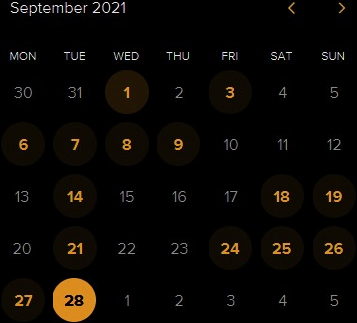 September 2021
MON TUE WED THU FRI SAT SUN
30 31 1 2 3 4 5
6 7 8 9 10 11 12
13 14 15 16 17 18 19
20 21 22 23 24 25 26
27 28 1 2 3 4 5